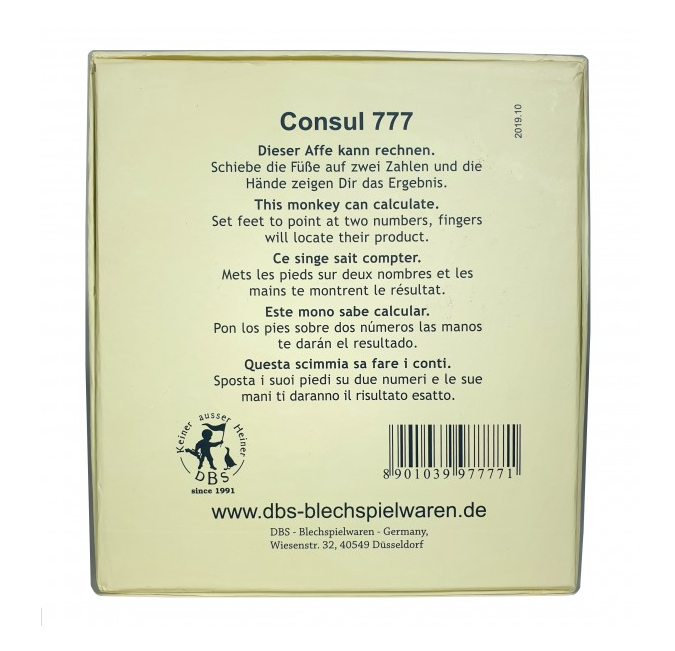 Consul 777
2019.10
Dieser Affe kann rechnen.
Schiebe die Füße auf zwei Zahlen und die
Hände zeigen Dir das Ergebnis.
This monkey can calculate.
Set feet to point at two numbers, fingers
will locate their product.
Ce singe sait compter.
Mets les pieds sur deux nombres et les
mains te montrent le résultat.
Este mono sabe calcular.
Pon los pies sobre dos números las manos
te darán el resultado.
Questa scimmia sa fare i conti.
Sposta i suoi piedi su due numeri e le sue
mani ti daranno il risultato esatto.
Keiner ausser Heiner
DBS
since 1991
8 901039 977771
www.dbs-blechspielwaren.de
DBS - Blechspielwaren - Germany,
Wiesenstr. 32, 40549 Düsseldorf